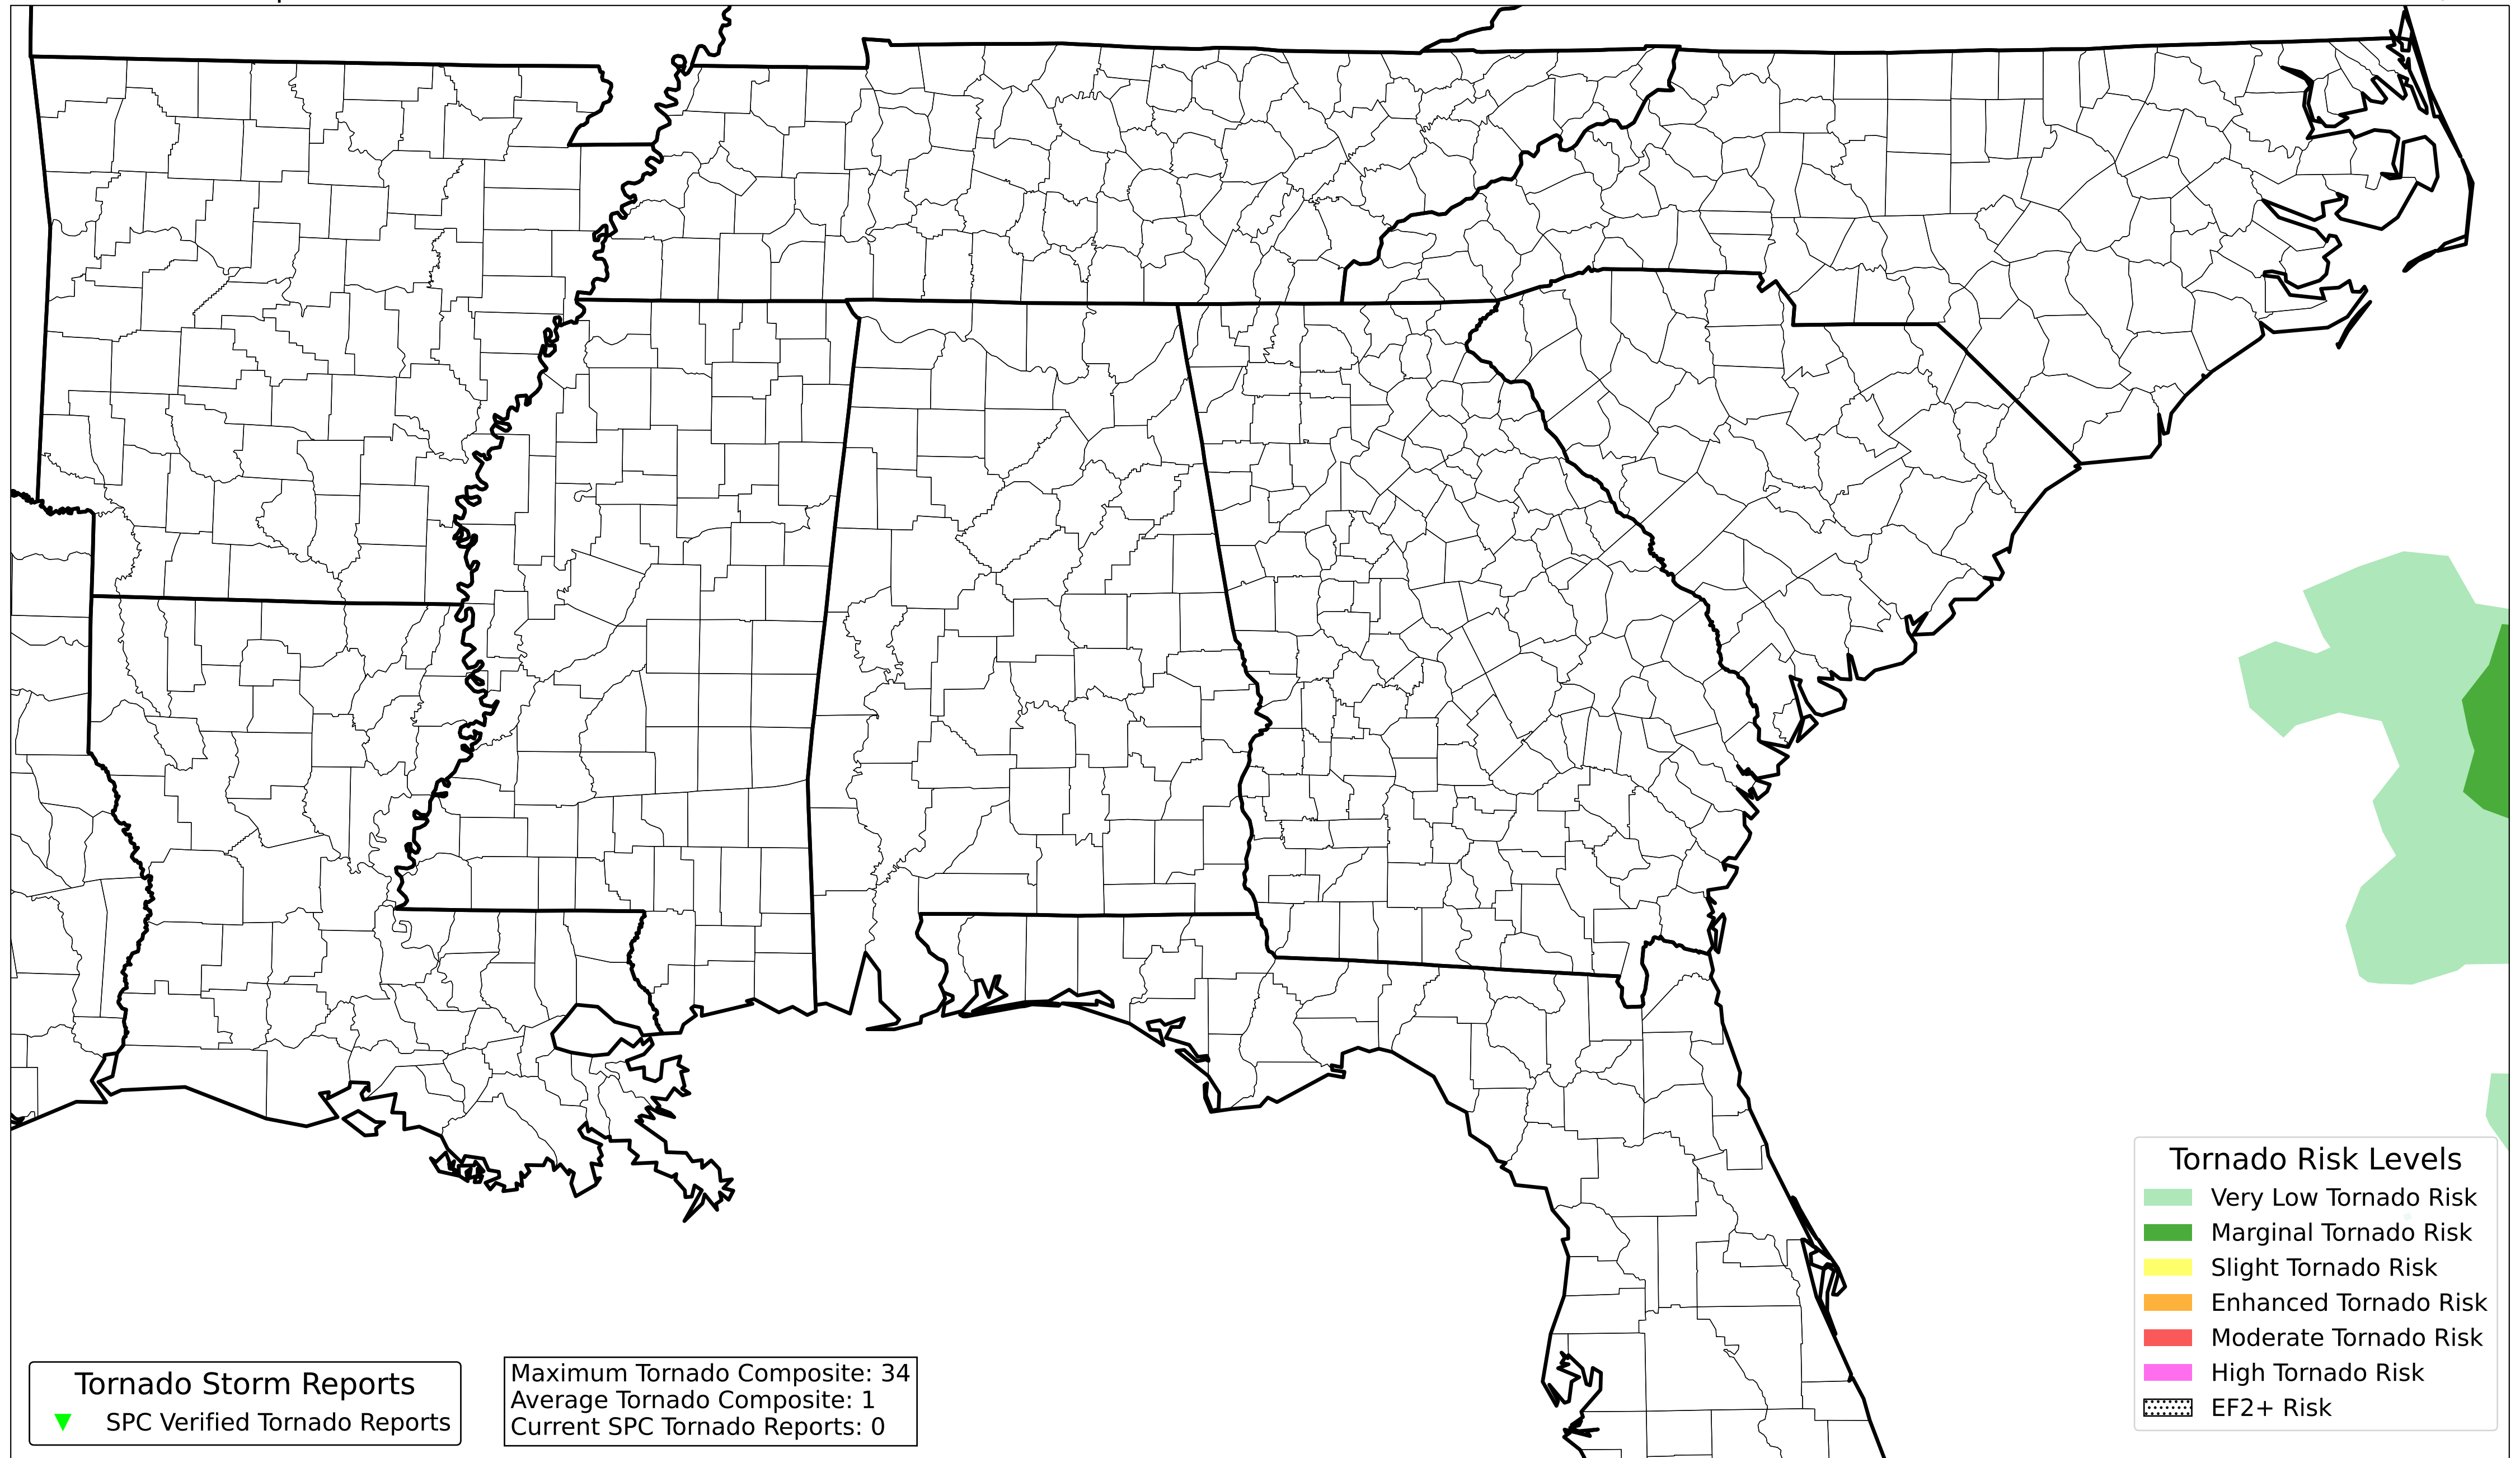 Tornado Risk Levels
Very Low Tornado Risk
Marginal Tornado Risk
Slight Tornado Risk
Enhanced Tornado Risk
Moderate Tornado Risk
High Tornado Risk
EF2+ Risk
Tornado Storm Reports
SPC Verified Tornado Reports
Maximum Tornado Composite: 34
Average Tornado Composite: 1
Current SPC Tornado Reports: 0